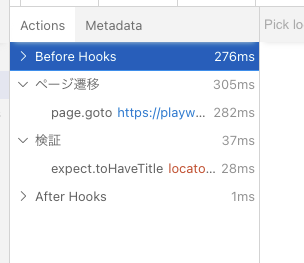 Actions Metadata Pick lo
Before Hooks 276ms
ページ遷移 305ms
page.goto https://playw... 282ms
検証 37ms
expect.toHaveTitle locato... 28ms
After Hooks 1ms